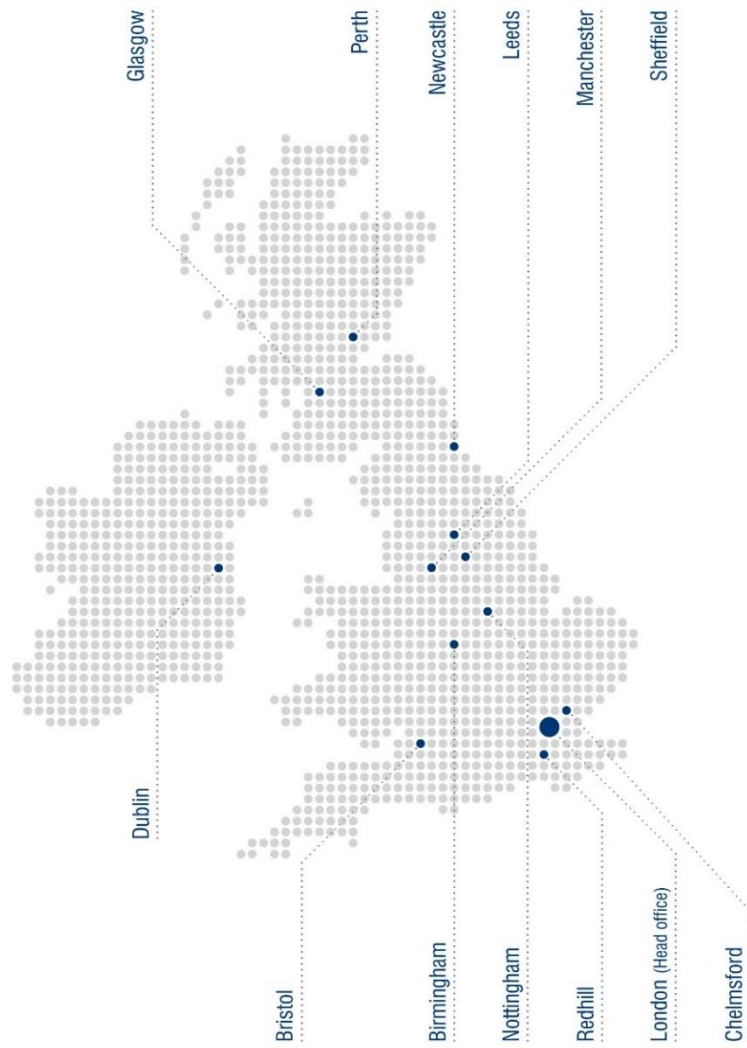 Glasgow
Perth
Newcastle
Leeds
Manchester
Sheffield
Dublin
Bristol
Birmingham
Nottingham
Redhill
London (Head office)
Chelmsford